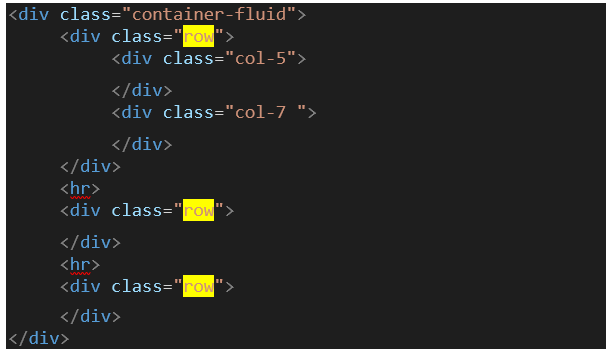 <div class="container-fluid">
<div class="row">
<div class="col-5">
</div>
<div class="col-7 ">
</div>
</div>
<hr>
<div class="row">
</div>
<hr>
<div class="row">
</div>
</div>